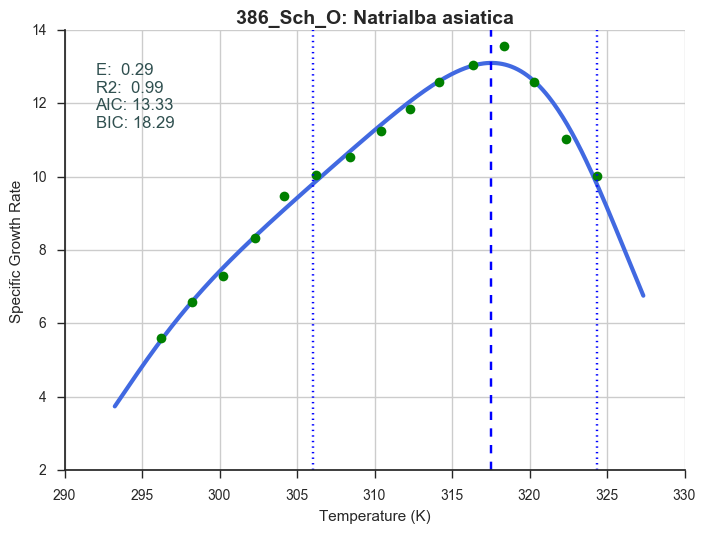 386_Sch_O: Natrialba asiatica
E:  0.29
R2:  0.99
AIC: 13.33
BIC: 18.29
Specific Growth Rate
14
12
10
8
6
4
2
290 295 300 305 310 315 320 325 330
Temperature (K)